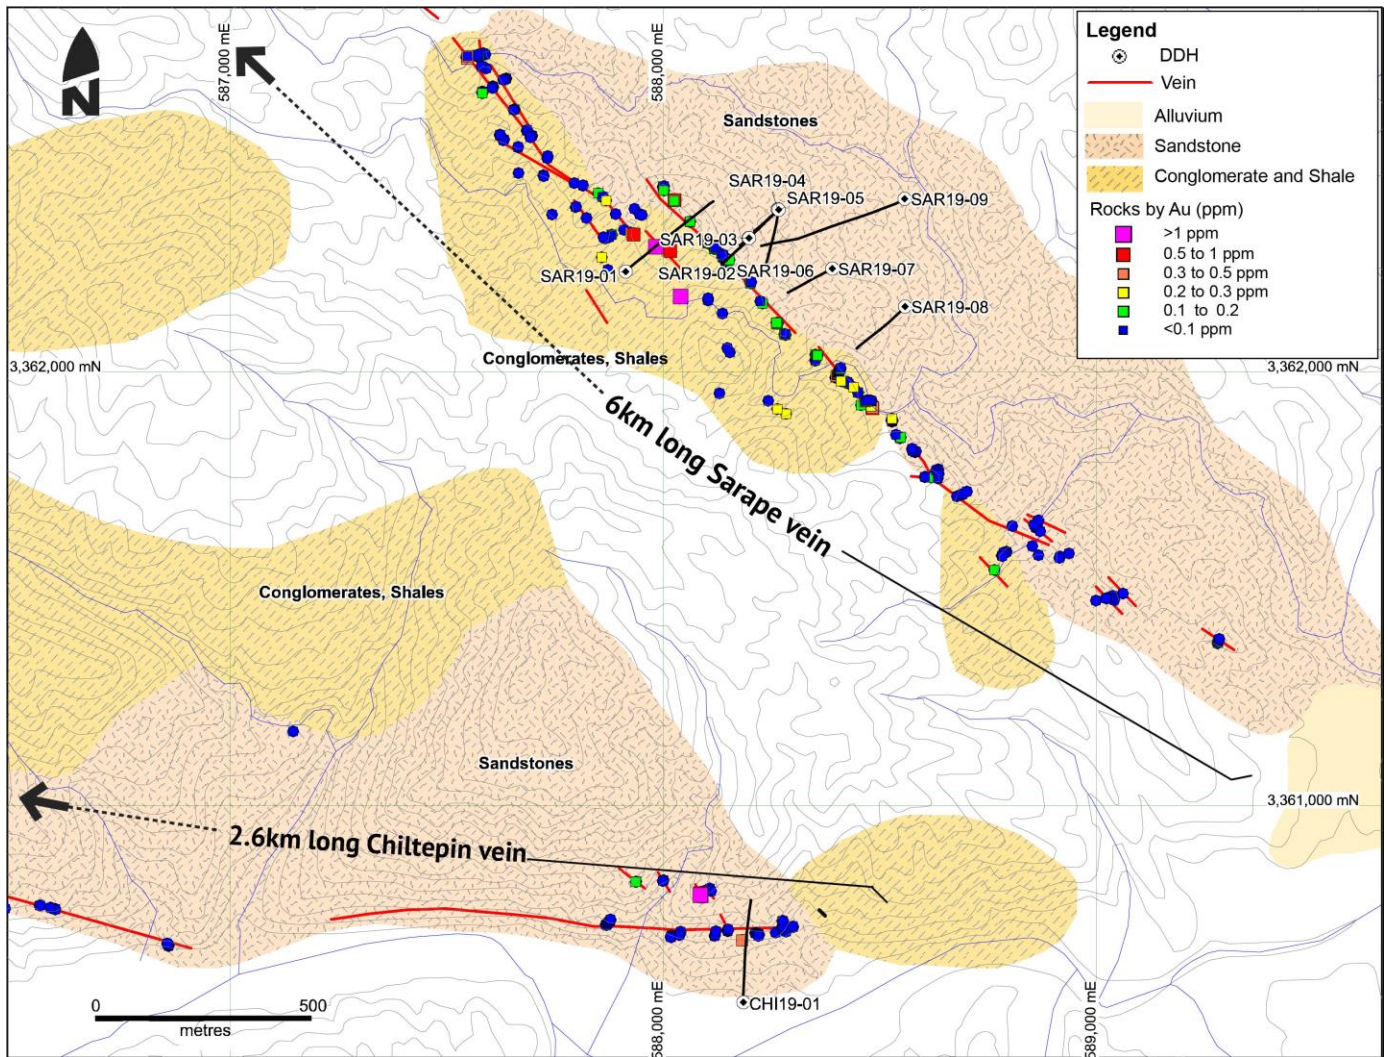 N
587,000 mE
588,000 mE
Legend
DDH
Vein
Alluvium
Sandstone
Conglomerate and Shale
Rocks by Au (ppm)
>1 ppm
0.5 to 1 ppm
0.3 to 0.5 ppm
0.2 to 0.3 ppm
0.1 to 0.2
<0.1 ppm
Sandstones
SAR19-04
SAR19-05
SAR19-09
SAR19-03
SAR19-01
SAR19-02
SAR19-06
SAR19-07
SAR19-08
Conglomerates, Shales
3,362,000 mN
3,362,000 mN
6km long Sarape vein
Conglomerates, Shales
Sandstones
3,361,000 mN
2.6km long Chiltepin vein
CHI19-01
0 500
metres
588,000 mE
589,000 mE